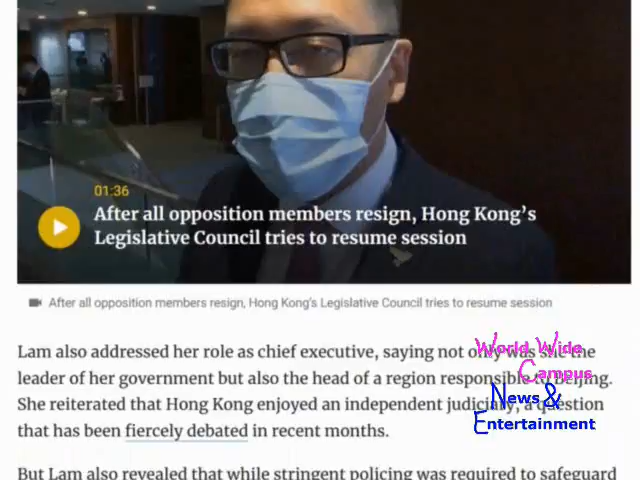 01:36
After all opposition members resign, Hong Kong's
Legislative Council tries to resume session
After all opposition members resign, Hong Kong's Legislative Council tries to resume session
Lam also addressed her role as chief executive, saying not only was she the
leader of her government but also the head of a region responsible to Beijing.
She reiterated that Hong Kong enjoyed an independent judiciary, a question
that has been fiercely debated in recent months.
But Lam also revealed that while stringent policing was required to safeguard
World Wide
Campus
News &
Entertainment